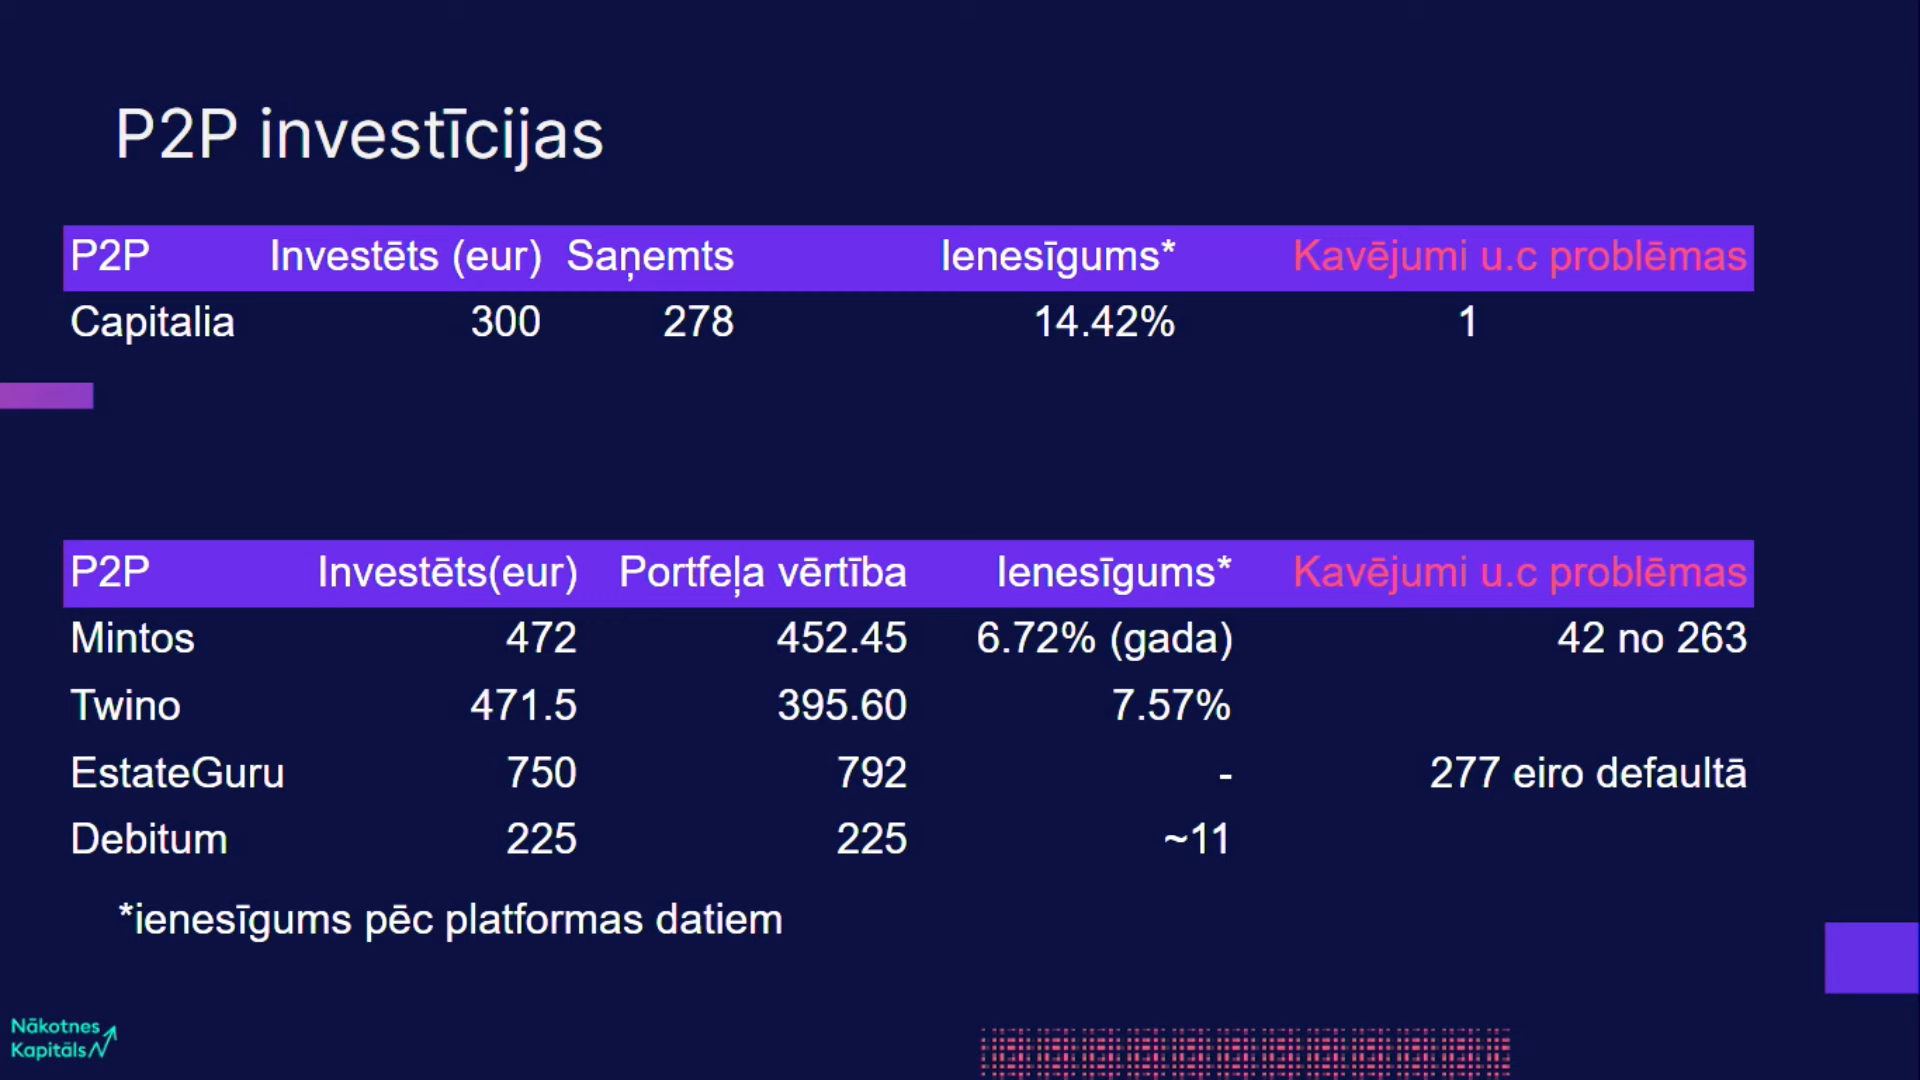 P2P investīcijas
P2P Investēts (eur) Saņemts Ienesīgums* Kavējumi u.c problēmas
Capitalia 300 278 14.42% 1
P2P Investēts(eur) Portfeļa vērtība Ienesīgums* Kavējumi u.c problēmas
Mintos 472 452.45 6.72% (gada) 42 no 263
Twino 471.5 395.60 7.57%
EstateGuru 750 792 - 277 eiro defaultā
Debitum 225 225 ~11
*ienesīgums pēc platformas datiem
Nākotnes
Kapitāls